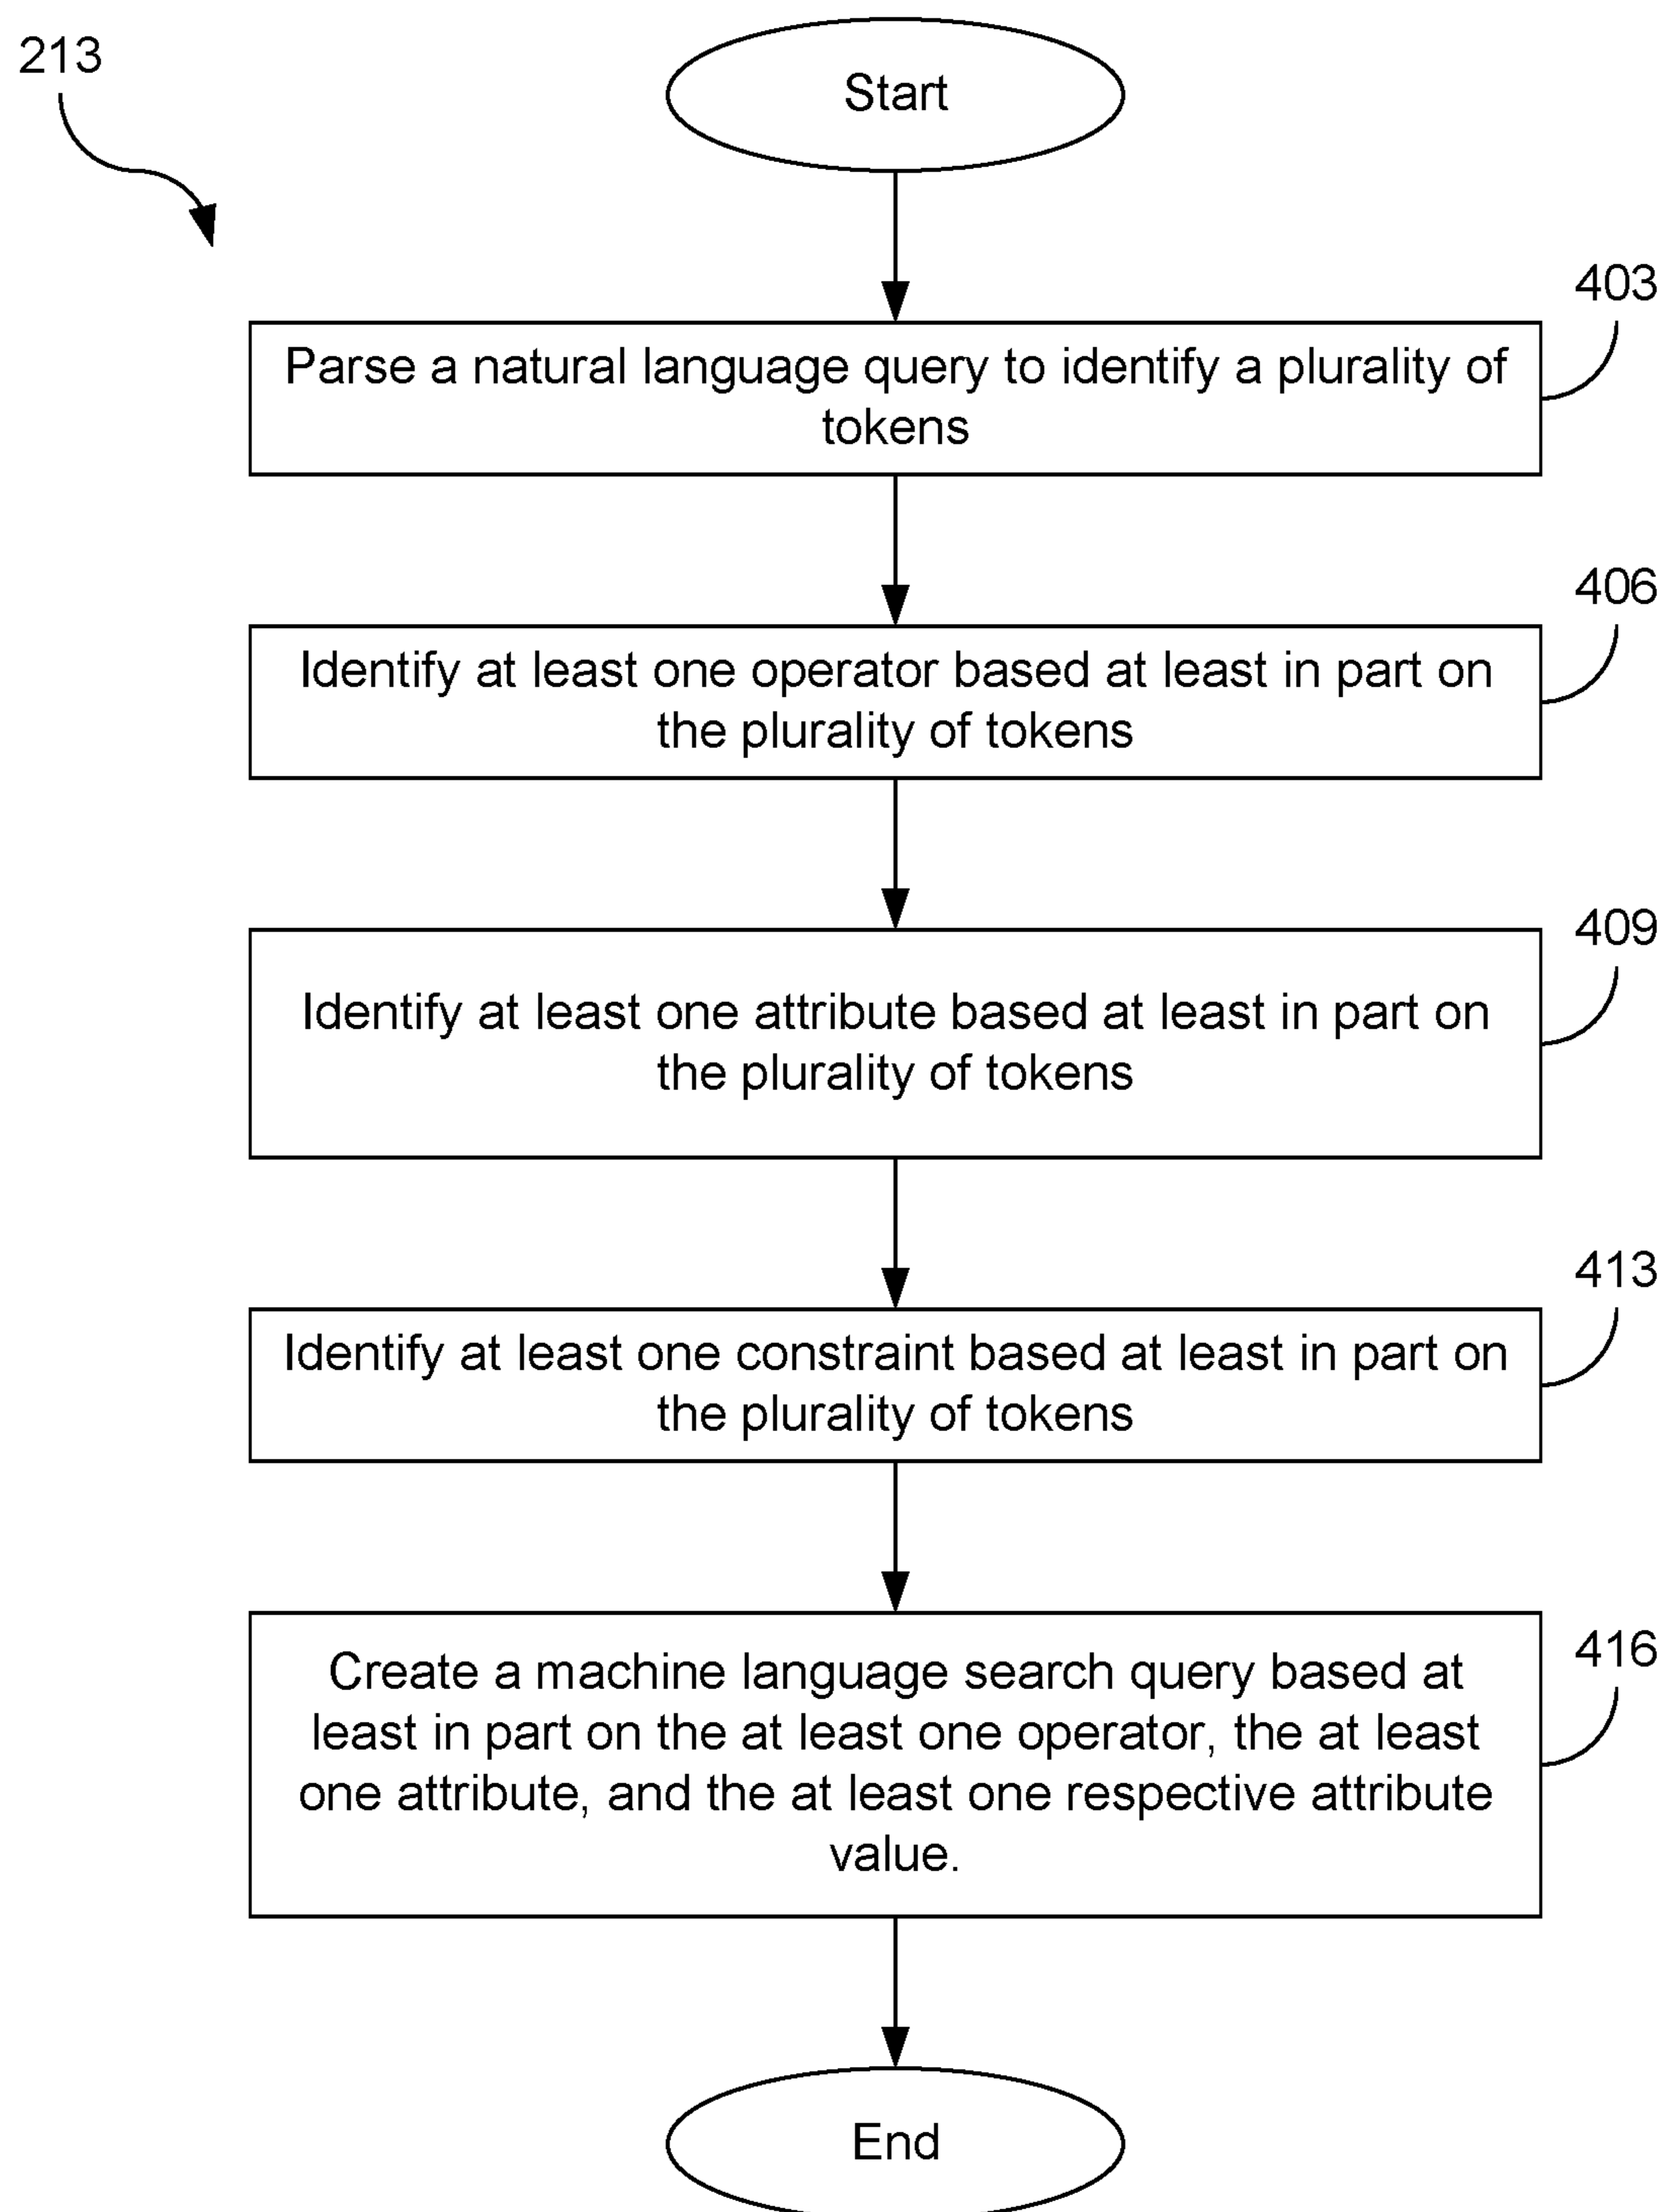 213
Start
403
Parse a natural language query to identify a plurality of
tokens
406
Identify at least one operator based at least in part on
the plurality of tokens
409
Identify at least one attribute based at least in part on
the plurality of tokens
413
Identify at least one constraint based at least in part on
the plurality of tokens
416
Create a machine language search query based at
least in part on the at least one operator, the at least
one attribute, and the at least one respective attribute
value.
End